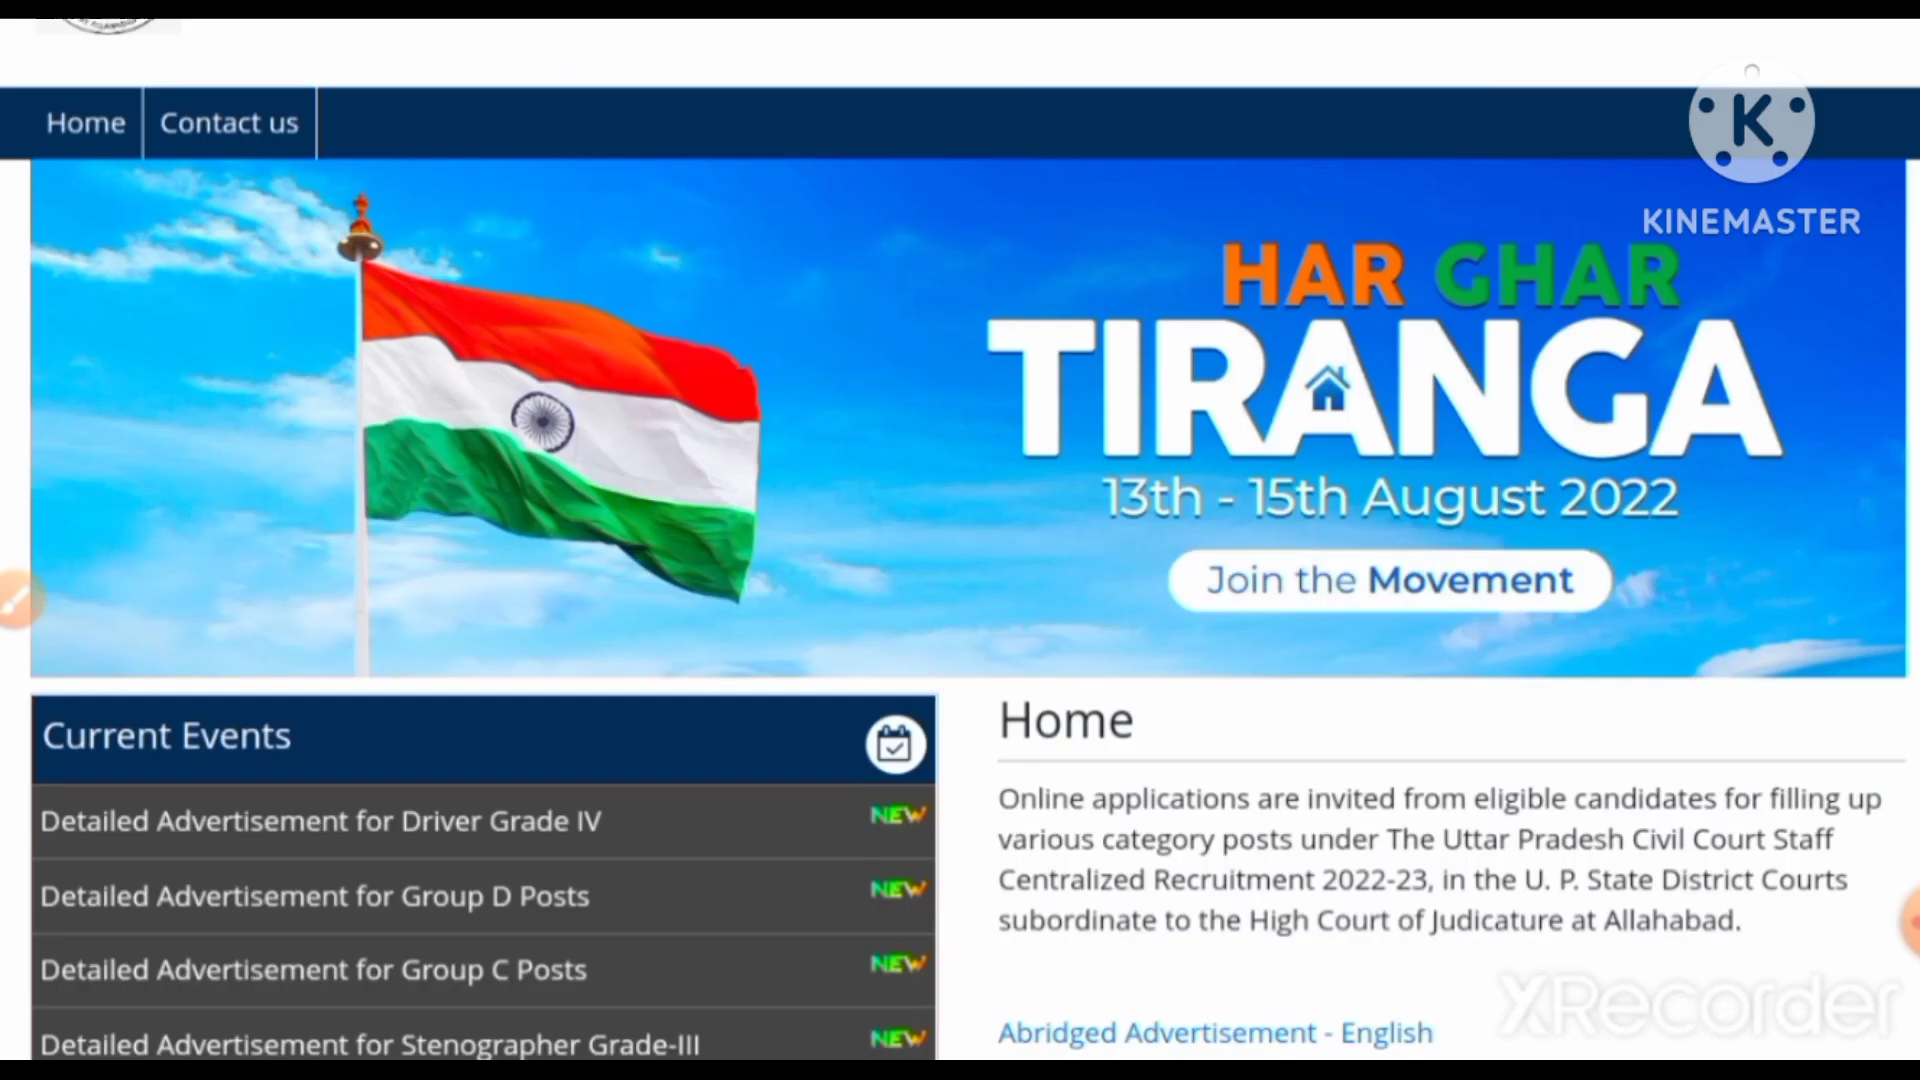 Home
Contact us
KINEMASTER
HAR GHAR
TIRANGA
13th - 15th August 2022
Join the Movement
Current Events
Detailed Advertisement for Driver Grade IV
NEW
Detailed Advertisement for Group D Posts
NEW
Detailed Advertisement for Group C Posts
NEW
Detailed Advertisement for Stenographer Grade-III
NEW
Home
Online applications are invited from eligible candidates for filling up
various category posts under The Uttar Pradesh Civil Court Staff
Centralized Recruitment 2022-23, in the U. P. State District Courts
subordinate to the High Court of Judicature at Allahabad.
Abridged Advertisement - English
XRecorder